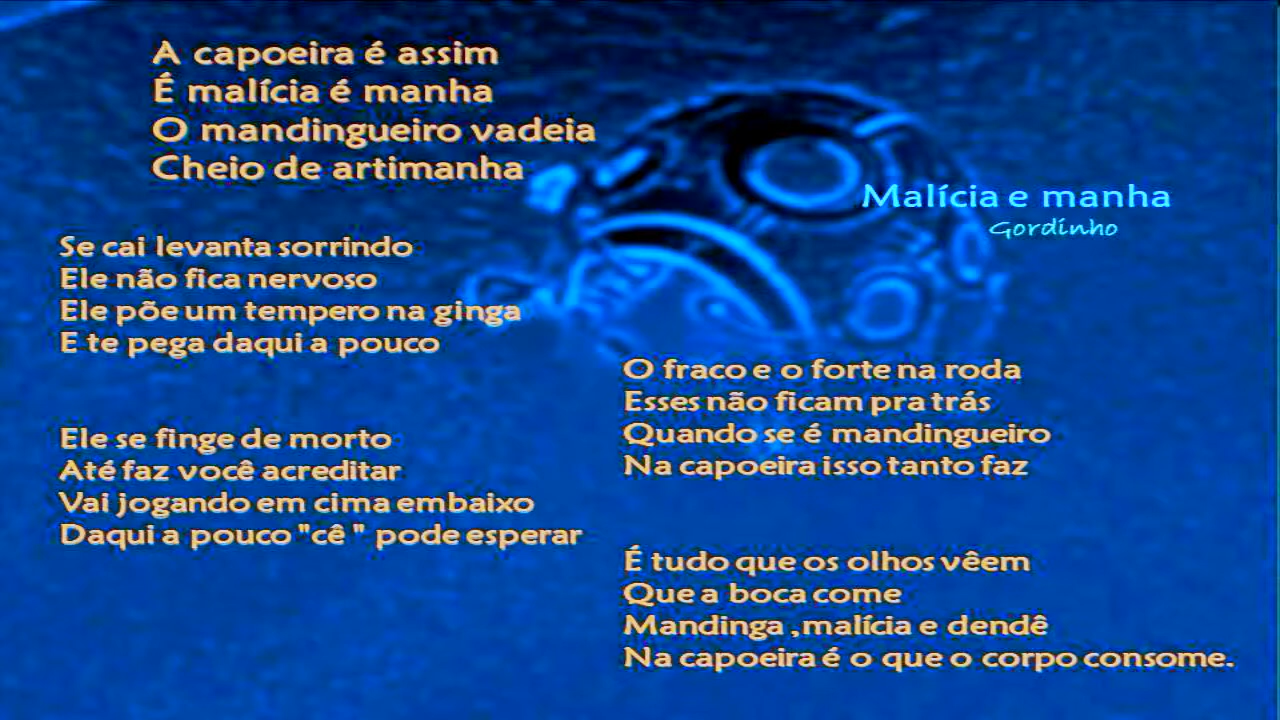 A capoeira é assim
É malícia é manha
O mandingueiro vadeia
Cheio de artimanha
Malícia e manha
Gordinho
Se cai levanta sorrindo
Ele não fica nervoso
Ele põe um tempero na ginga
E te pega daqui a pouco
Ele se finge de morto
Até faz você acreditar
Vai jogando em cima embaixo
Daqui a pouco "cê " pode esperar
O fraco e o forte na roda
Esses não ficam pra trás
Quando se é mandingueiro
Na capoeira isso tanto faz
É tudo que os olhos vêem
Que a boca come
Mandinga ,malícia e dendê
Na capoeira é o que o corpo consome.